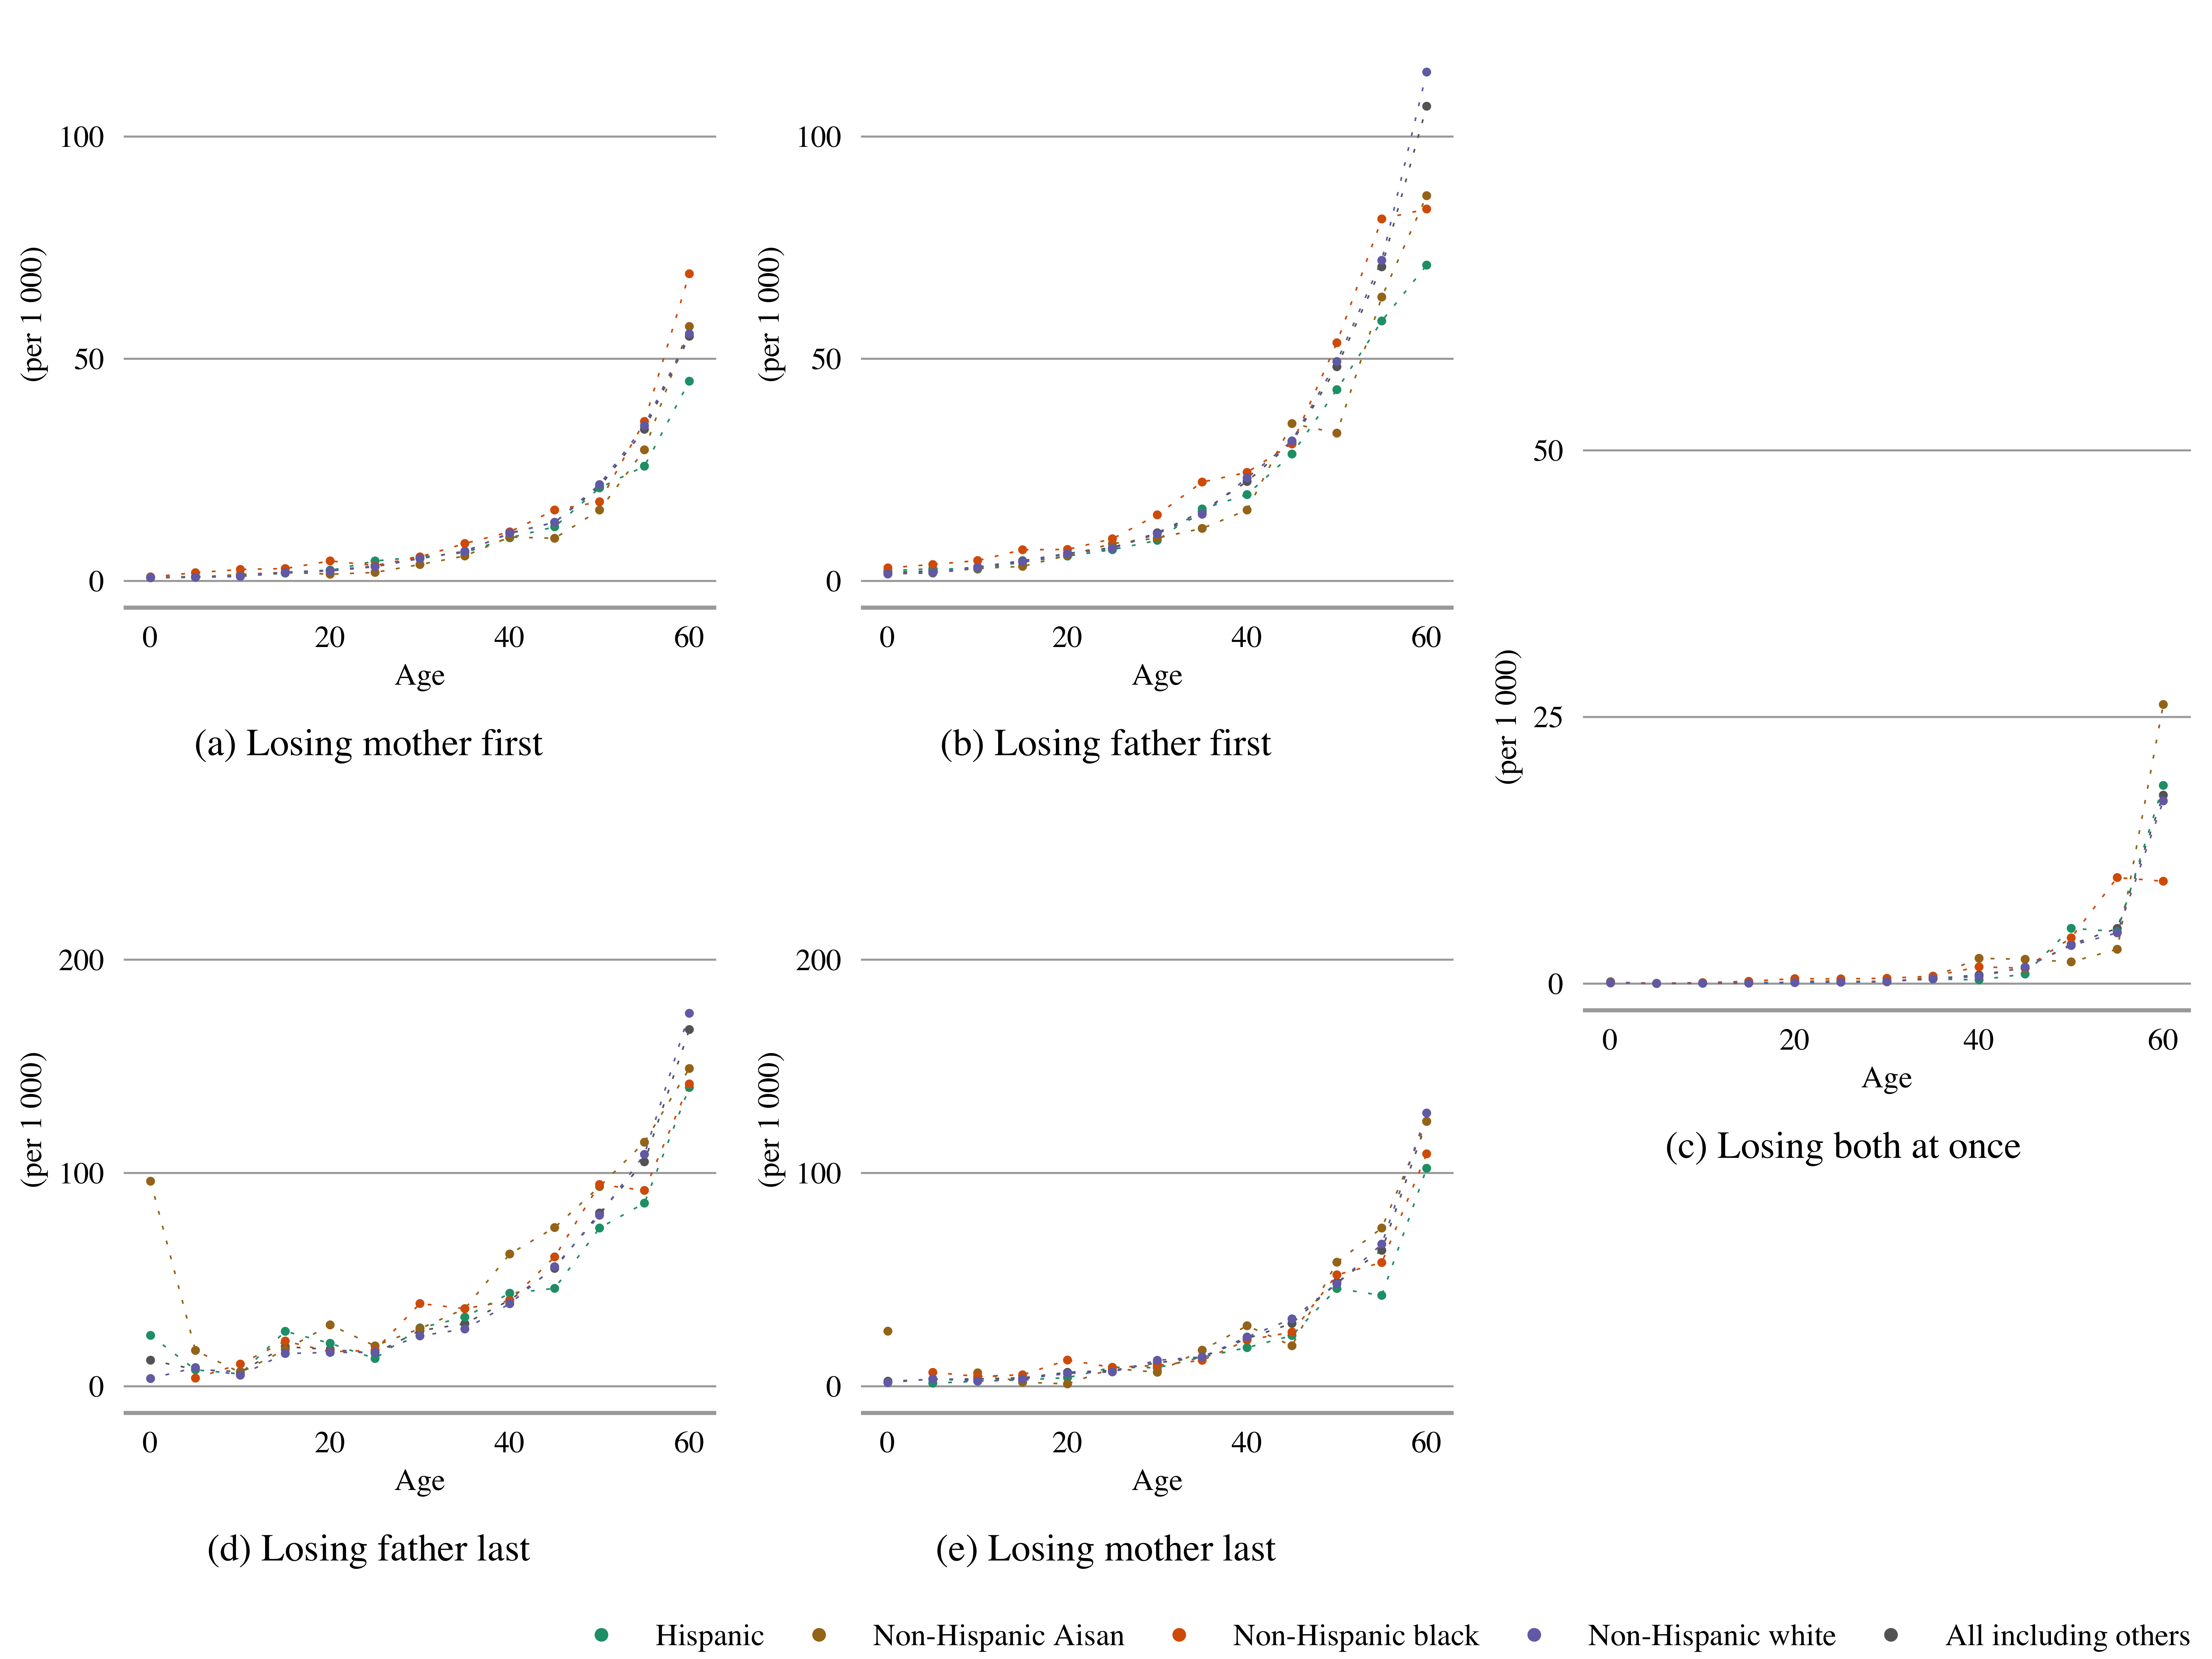 100
50
0
(per 1 000)
0 20 40 60
Age
(a) Losing mother first
100
50
0
(per 1 000)
0 20 40 60
Age
(b) Losing father first
50
25
0
(per 1 000)
0 20 40 60
Age
(c) Losing both at once
200
100
0
(per 1 000)
0 20 40 60
Age
(d) Losing father last
200
100
0
(per 1 000)
0 20 40 60
Age
(e) Losing mother last
Hispanic Non-Hispanic Aisan Non-Hispanic black Non-Hispanic white All including others